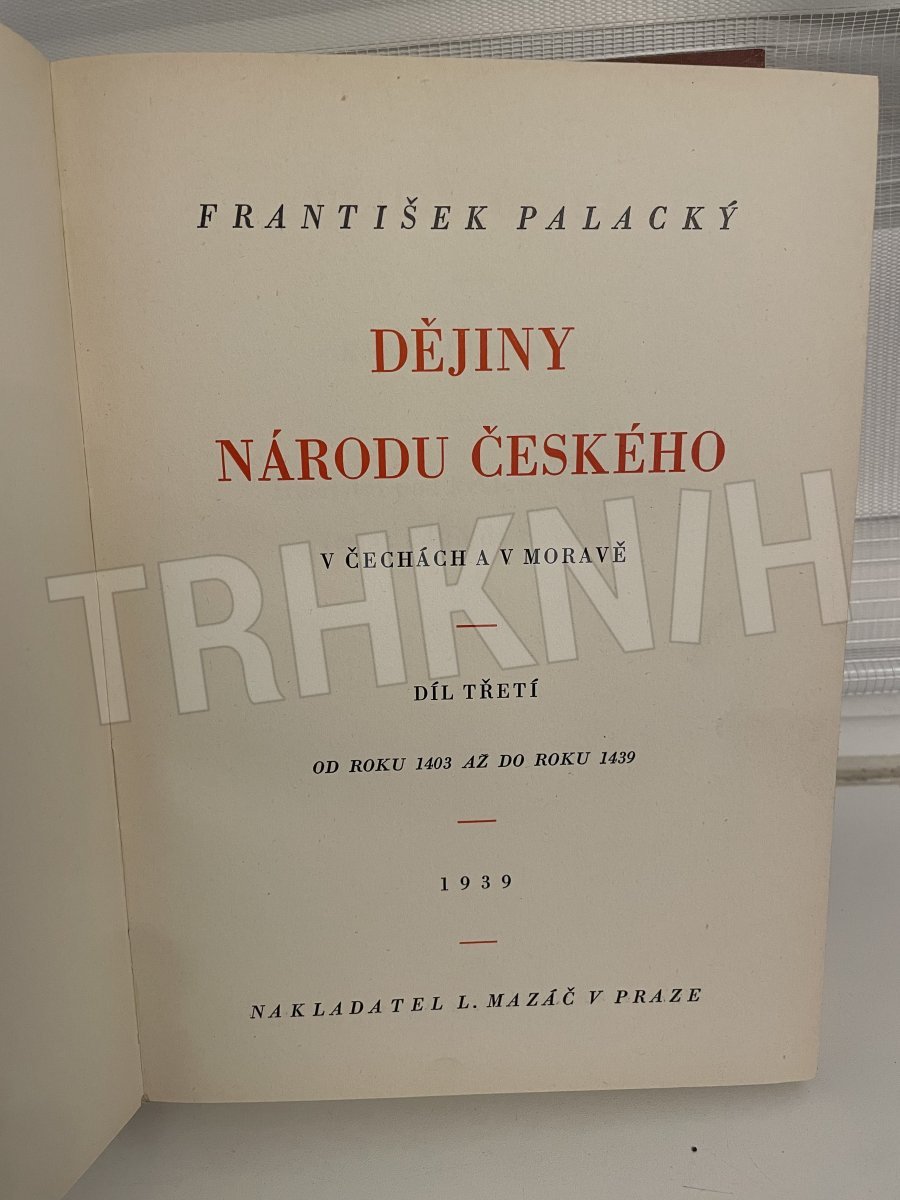 FRANTIŠEK PALACKÝ
DĚJINY
NÁRODU ČESKÉHO
V ČECHÁCH A V MORAVĚ
TRHKNIH
DÍL TŘETÍ
OD ROKU 1403 AŽ DO ROKU 1439
1939
NAKLADATEL L. MAZÁČ V PRAZE